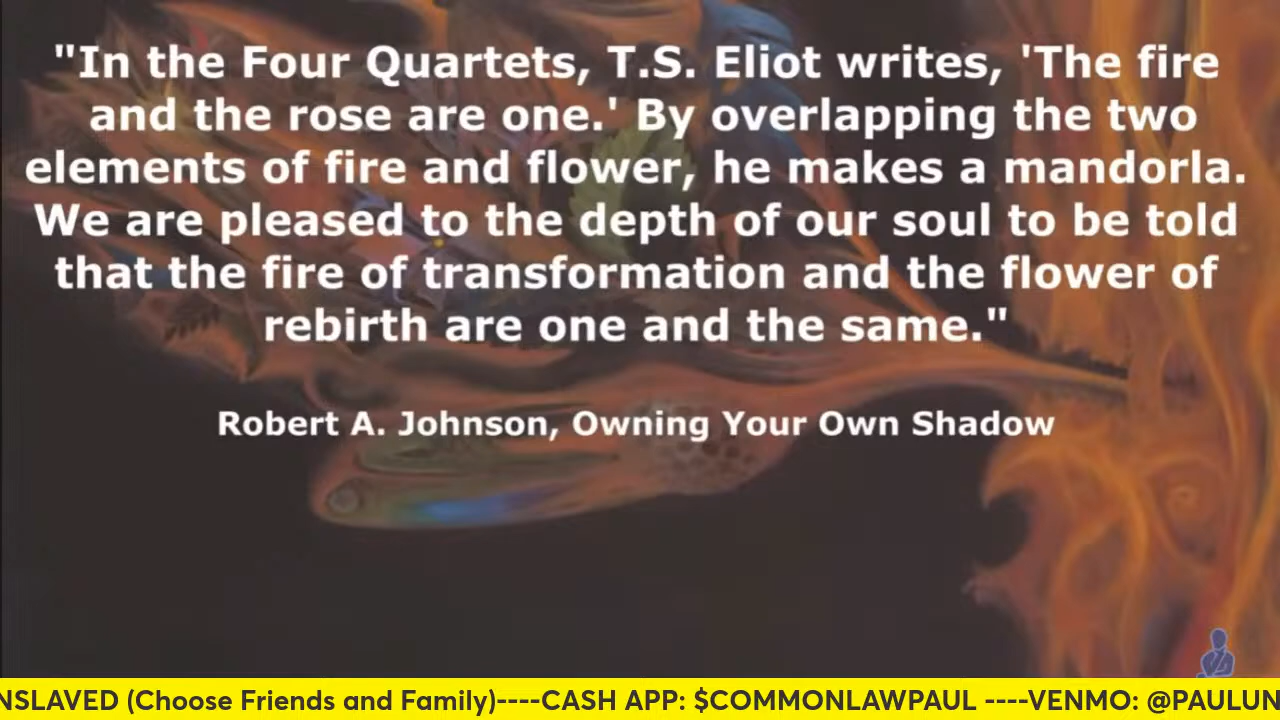 "In the Four Quartets, T.S. Eliot writes, 'The fire
and the rose are one.' By overlapping the two
elements of fire and flower, he makes a mandorla.
We are pleased to the depth of our soul to be told
that the fire of transformation and the flower of
rebirth are one and the same."
Robert A. Johnson, Owning Your Own Shadow
NSLAVED (Choose Friends and Family)----CASH APP: $COMMONLAWPAUL ----VENMO: @PAULUN